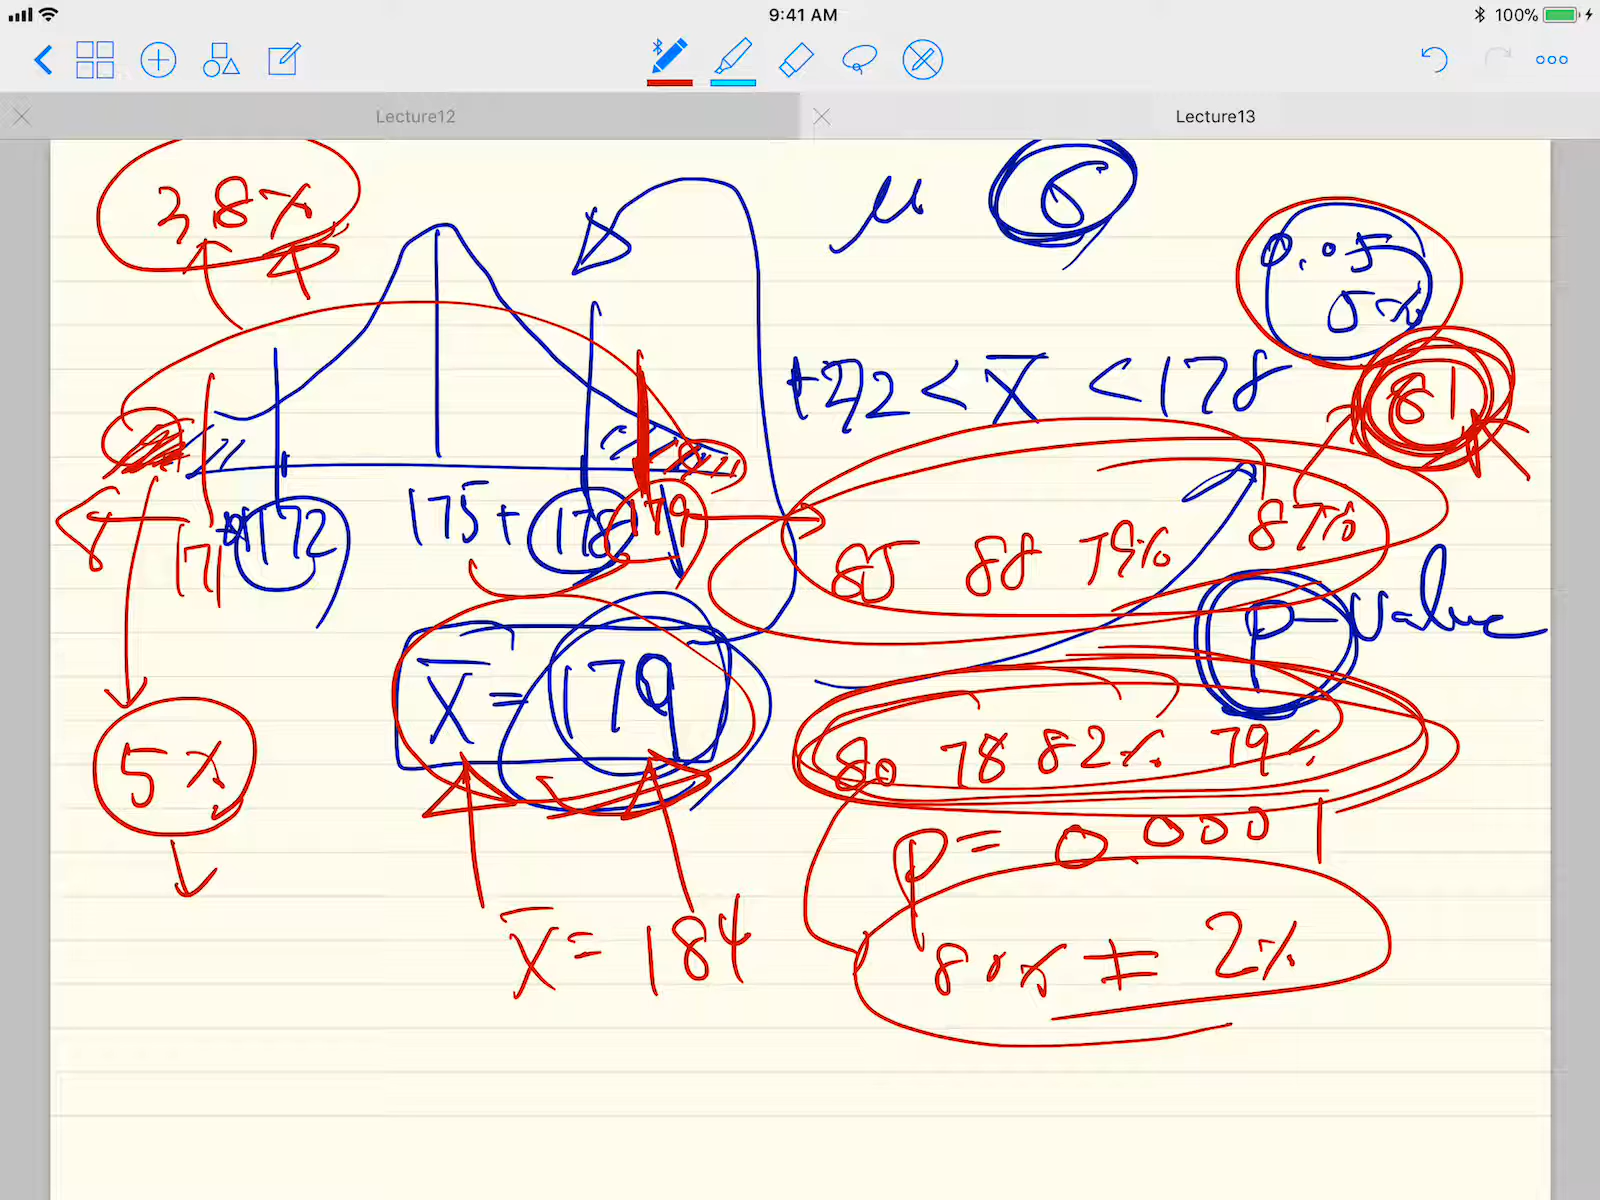 9:41 AM
100%
Lecture12
Lecture13
38%
μ 6
0.05
5%
172 < X < 178
81
171 172 175 + 178 179
85 88 79% 87%
P-value
X = 179
80 78 82% 79%
5%
P = 0.0001
X = 184
80% ≠ 2%